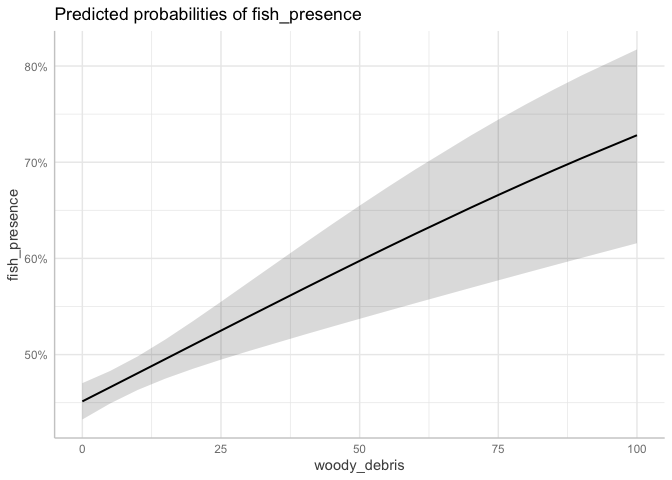 Predicted probabilities of fish_presence
80%
70%
60%
50%
fish_presence
0 25 50 75 100
woody_debris